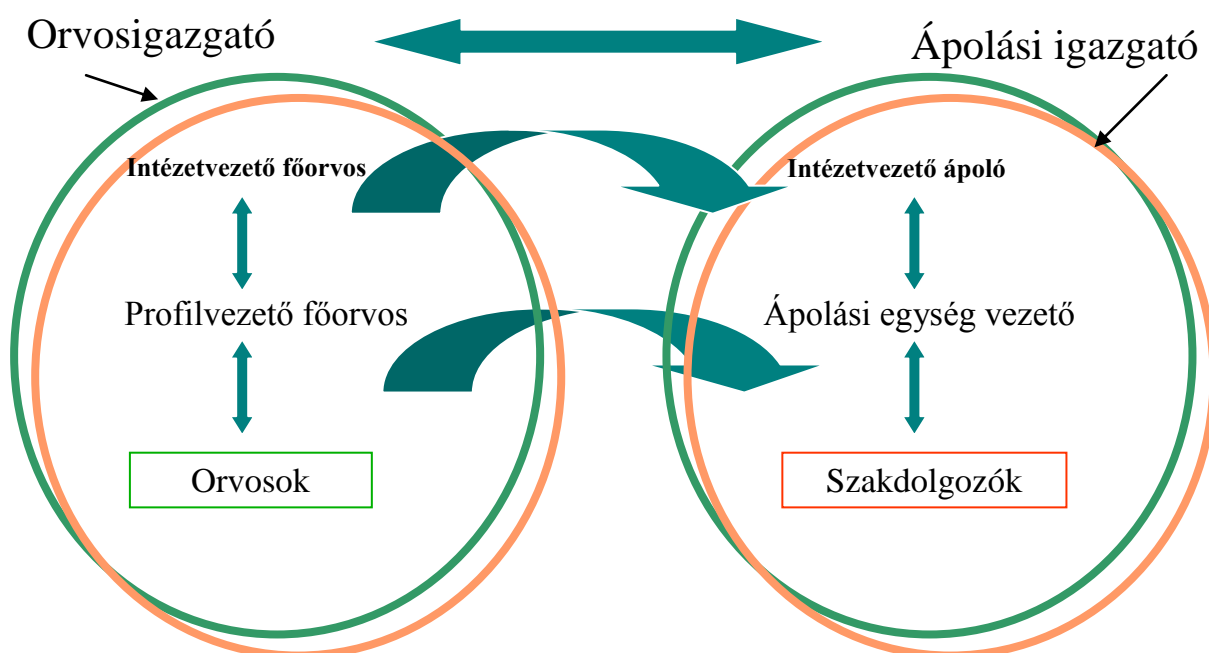 Orvosigazgató
Ápolási igazgató
Intézetvezető főorvos
Intézetvezető ápoló
Profilvezető főorvos
Ápolási egység vezető
Orvosok
Szakdolgozók